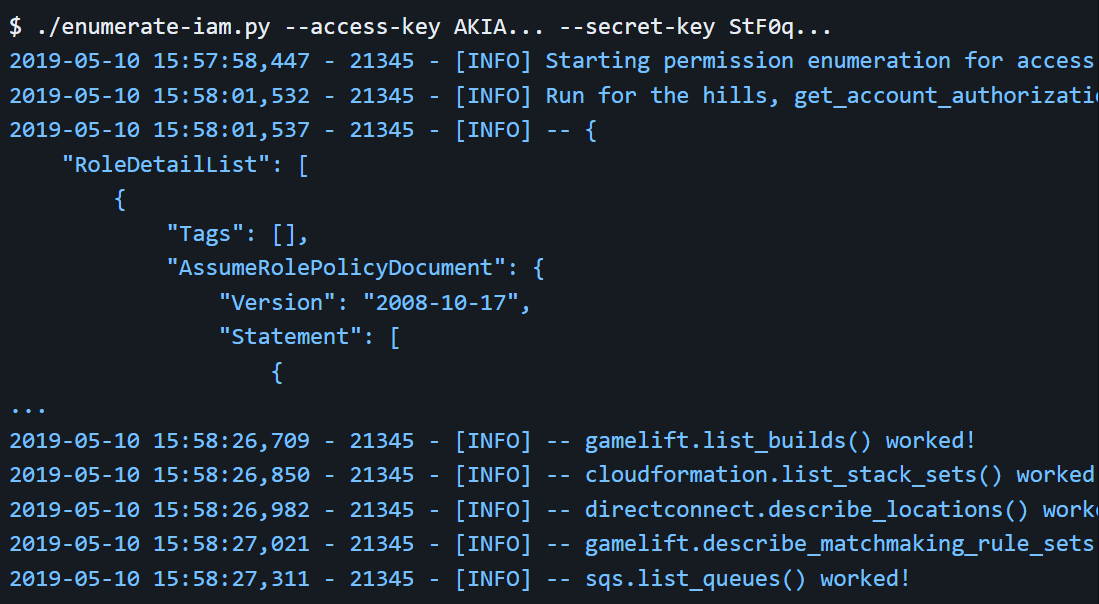 $ ./enumerate-iam.py --access-key AKIA... --secret-key StF0q...
2019-05-10 15:57:58,447 - 21345 - [INFO] Starting permission enumeration for access
2019-05-10 15:58:01,532 - 21345 - [INFO] Run for the hills, get_account_authorizati
2019-05-10 15:58:01,537 - 21345 - [INFO] -- {
    "RoleDetailList": [
        {
            "Tags": [],
            "AssumeRolePolicyDocument": {
                "Version": "2008-10-17",
                "Statement": [
                    {
...
2019-05-10 15:58:26,709 - 21345 - [INFO] -- gamelift.list_builds() worked!
2019-05-10 15:58:26,850 - 21345 - [INFO] -- cloudformation.list_stack_sets() worked
2019-05-10 15:58:26,982 - 21345 - [INFO] -- directconnect.describe_locations() work
2019-05-10 15:58:27,021 - 21345 - [INFO] -- gamelift.describe_matchmaking_rule_sets
2019-05-10 15:58:27,311 - 21345 - [INFO] -- sqs.list_queues() worked!